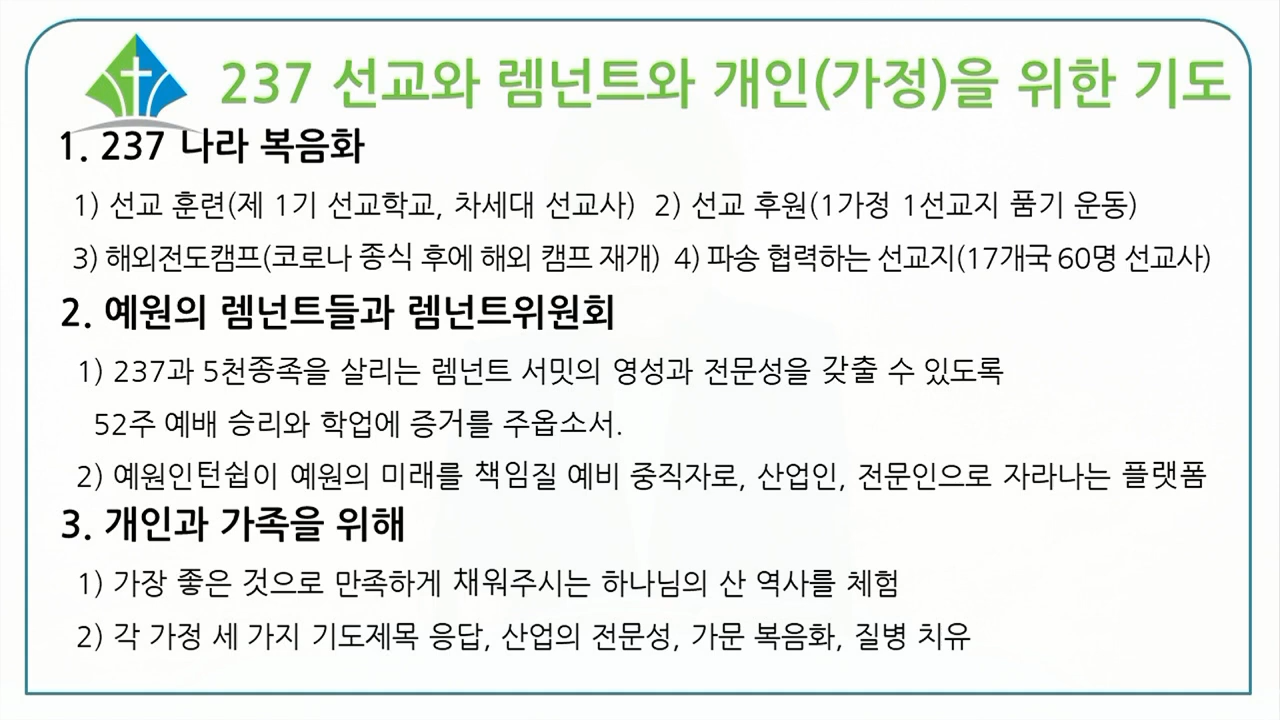 237 선교와 렘넌트와 개인(가정)을 위한 기도
1. 237 나라 복음화
1) 선교 훈련(제 1기 선교학교, 차세대 선교사) 2) 선교 후원(1가정 1선교지 품기 운동)
3) 해외전도캠프(코로나 종식 후에 해외 캠프 재개) 4) 파송 협력하는 선교지(17개국 60명 선교사)
2. 예원의 렘넌트들과 렘넌트위원회
1) 237과 5천종족을 살리는 렘넌트 서밋의 영성과 전문성을 갖출 수 있도록
52주 예배 승리와 학업에 증거를 주옵소서.
2) 예원인턴쉽이 예원의 미래를 책임질 예비 중직자로, 산업인, 전문인으로 자라나는 플랫폼
3. 개인과 가족을 위해
1) 가장 좋은 것으로 만족하게 채워주시는 하나님의 산 역사를 체험
2) 각 가정 세 가지 기도제목 응답, 산업의 전문성, 가문 복음화, 질병 치유